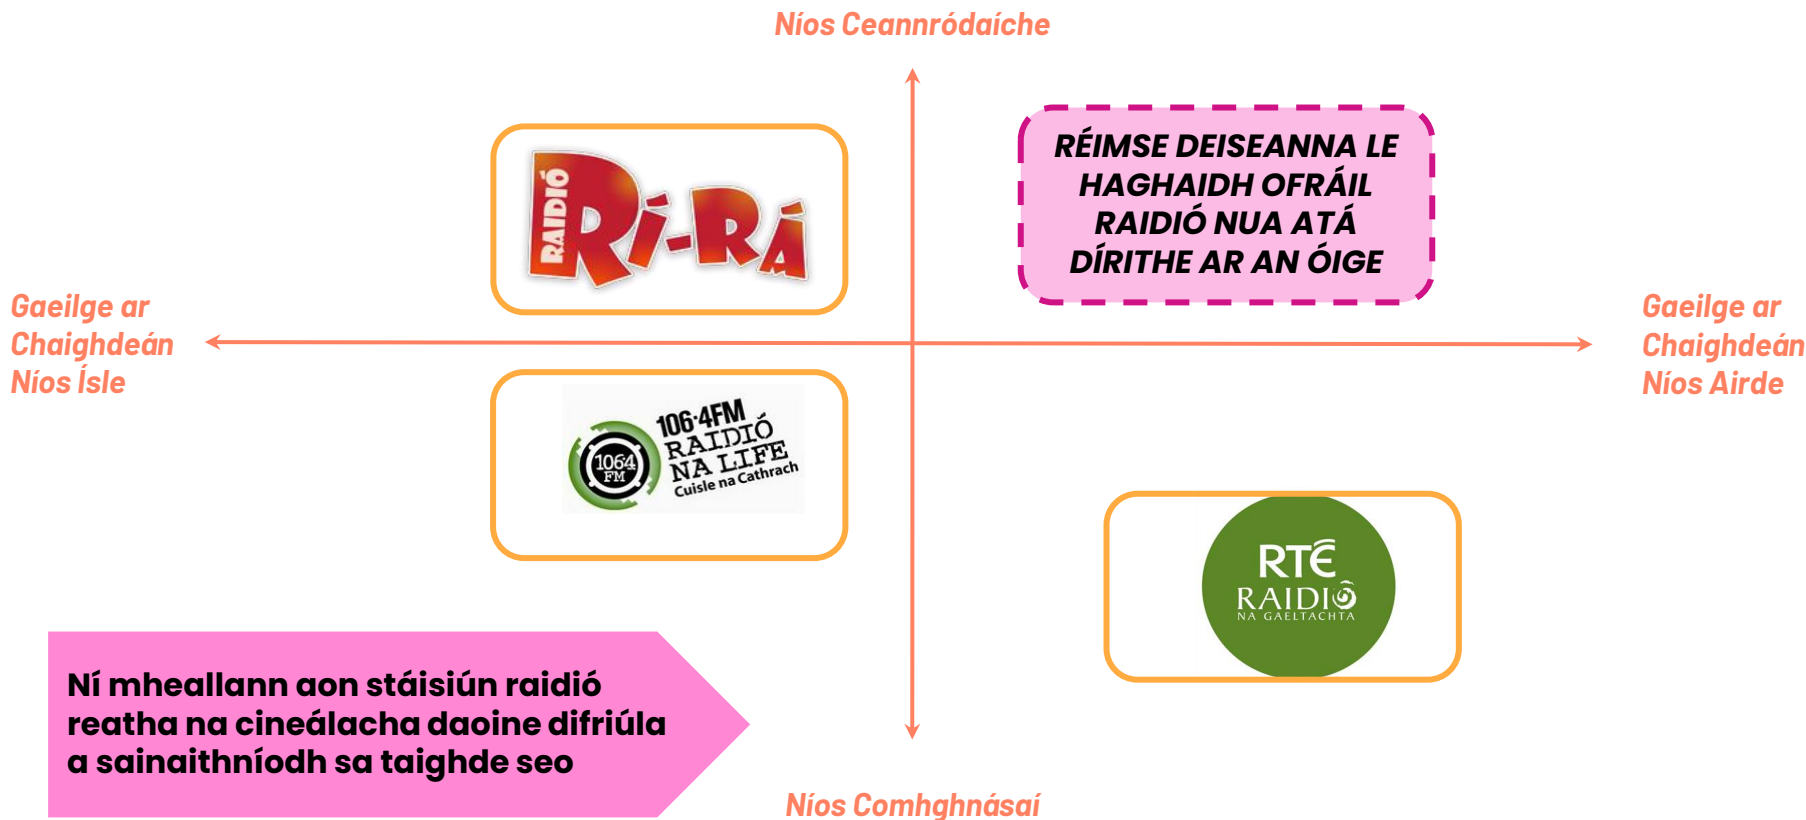 Níos Ceannródaíche
RAIDIÓ
RÍ-RÁ
RÉIMSE DEISEANNA LE
HAGHAIDH OFRÁIL
RAIDIÓ NUA ATÁ
DÍRITHE AR AN ÓIGE
Gaeilge ar
Chaighdeán
Níos Ísle
Gaeilge ar
Chaighdeán
Níos Airde
106.4
FM
106·4FM
RAIDIÓ
NA LIFE
Cuisle na Cathrach
RTÉ
RAIDIÓ
NA GAELTACHTA
Ní mheallann aon stáisiún raidió
reatha na cineálacha daoine difriúla
a sainaithníodh sa taighde seo
Níos Comhghnásaí